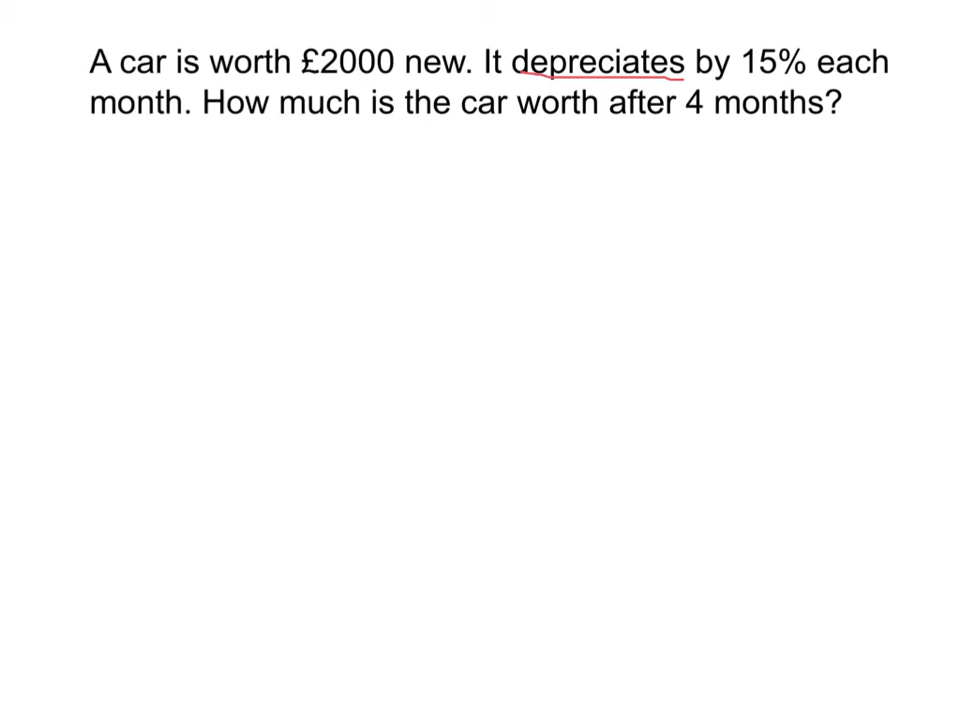 A car is worth £2000 new. It depreciates by 15% each
month. How much is the car worth after 4 months?